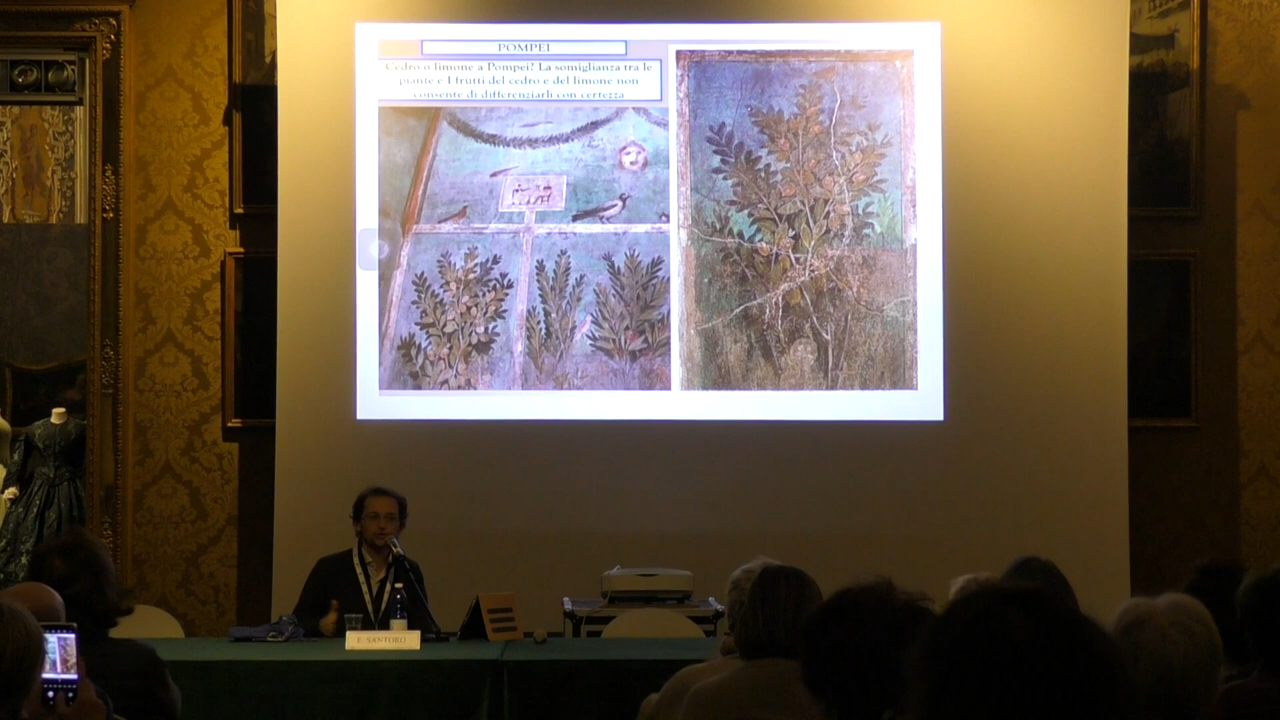 POMPEI
Cedro o limone a Pompei? La somiglianza tra le
piante e I frutti del cedro e del limone non
consente di differenziarli con certezza
F. SANTORO